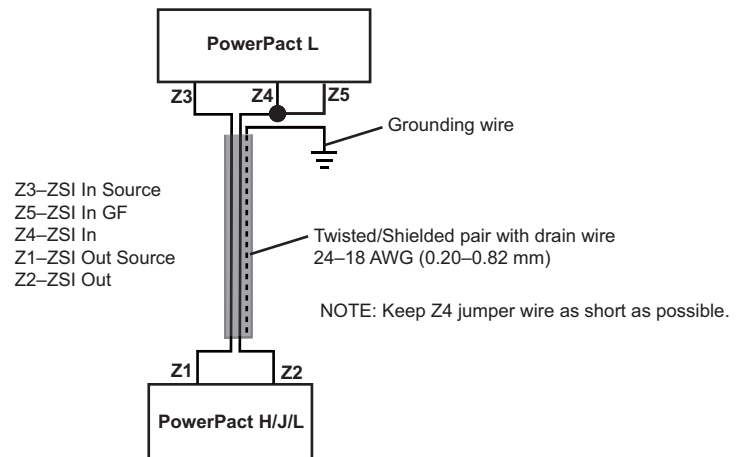 PowerPact L
Z3
Z4
Z5
Grounding wire
Z3–ZSI In Source
Z5–ZSI In GF
Z4–ZSI In
Z1–ZSI Out Source
Z2–ZSI Out
Twisted/Shielded pair with drain wire
24–18 AWG (0.20–0.82 mm)
NOTE: Keep Z4 jumper wire as short as possible.
Z1
Z2
PowerPact H/J/L